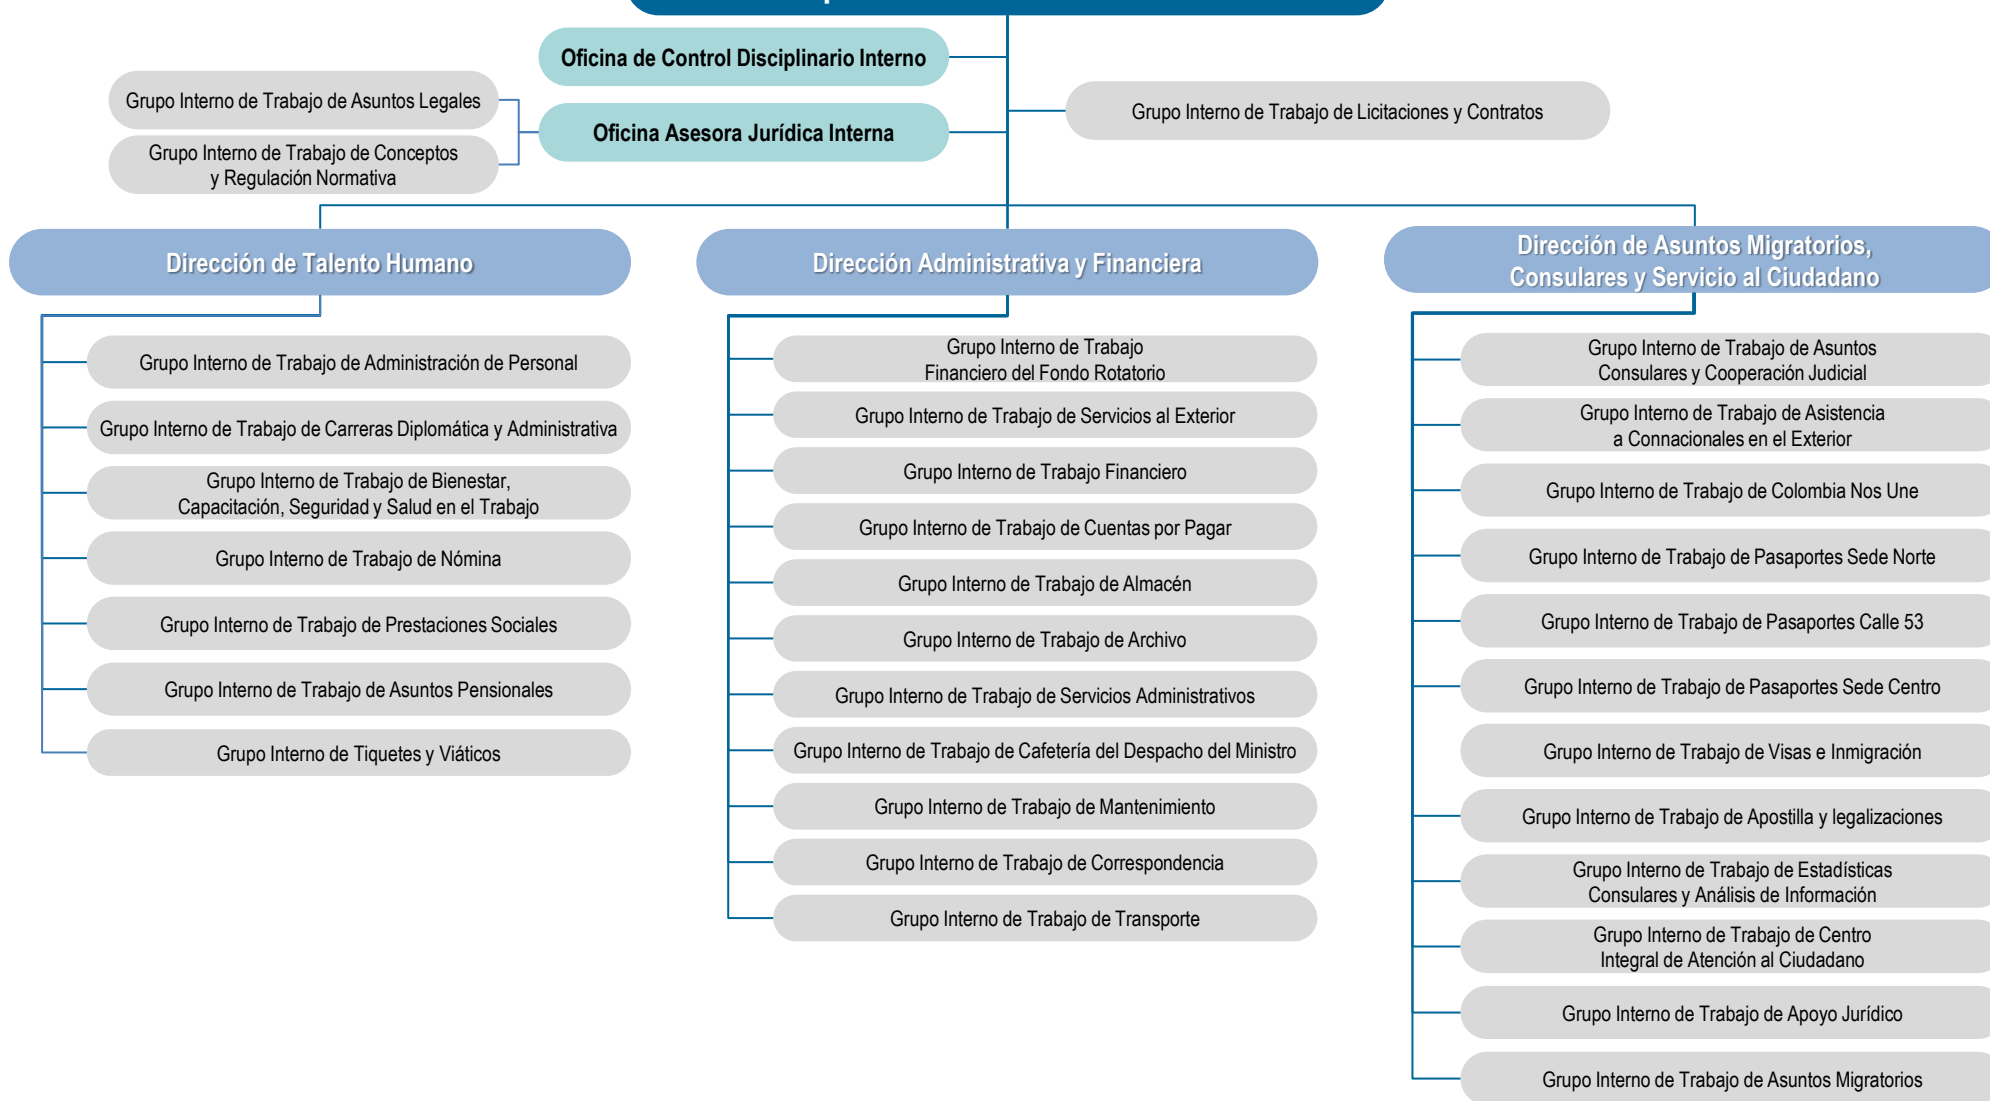 Oficina de Control Disciplinario Interno
Grupo Interno de Trabajo de Asuntos Legales
Oficina Asesora Jurídica Interna
Grupo Interno de Trabajo de Conceptos
y Regulación Normativa
Grupo Interno de Trabajo de Licitaciones y Contratos
Dirección de Talento Humano
Grupo Interno de Trabajo de Administración de Personal
Grupo Interno de Trabajo de Carreras Diplomática y Administrativa
Grupo Interno de Trabajo de Bienestar,
Capacitación, Seguridad y Salud en el Trabajo
Grupo Interno de Trabajo de Nómina
Grupo Interno de Trabajo de Prestaciones Sociales
Grupo Interno de Trabajo de Asuntos Pensionales
Grupo Interno de Tiquetes y Viáticos
Dirección Administrativa y Financiera
Grupo Interno de Trabajo
Financiero del Fondo Rotatorio
Grupo Interno de Trabajo de Servicios al Exterior
Grupo Interno de Trabajo Financiero
Grupo Interno de Trabajo de Cuentas por Pagar
Grupo Interno de Trabajo de Almacén
Grupo Interno de Trabajo de Archivo
Grupo Interno de Trabajo de Servicios Administrativos
Grupo Interno de Trabajo de Cafetería del Despacho del Ministro
Grupo Interno de Trabajo de Mantenimiento
Grupo Interno de Trabajo de Correspondencia
Grupo Interno de Trabajo de Transporte
Dirección de Asuntos Migratorios,
Consulares y Servicio al Ciudadano
Grupo Interno de Trabajo de Asuntos
Consulares y Cooperación Judicial
Grupo Interno de Trabajo de Asistencia
a Connacionales en el Exterior
Grupo Interno de Trabajo de Colombia Nos Une
Grupo Interno de Trabajo de Pasaportes Sede Norte
Grupo Interno de Trabajo de Pasaportes Calle 53
Grupo Interno de Trabajo de Pasaportes Sede Centro
Grupo Interno de Trabajo de Visas e Inmigración
Grupo Interno de Trabajo de Apostilla y legalizaciones
Grupo Interno de Trabajo de Estadísticas
Consulares y Análisis de Información
Grupo Interno de Trabajo de Centro
Integral de Atención al Ciudadano
Grupo Interno de Trabajo de Apoyo Jurídico
Grupo Interno de Trabajo de Asuntos Migratorios